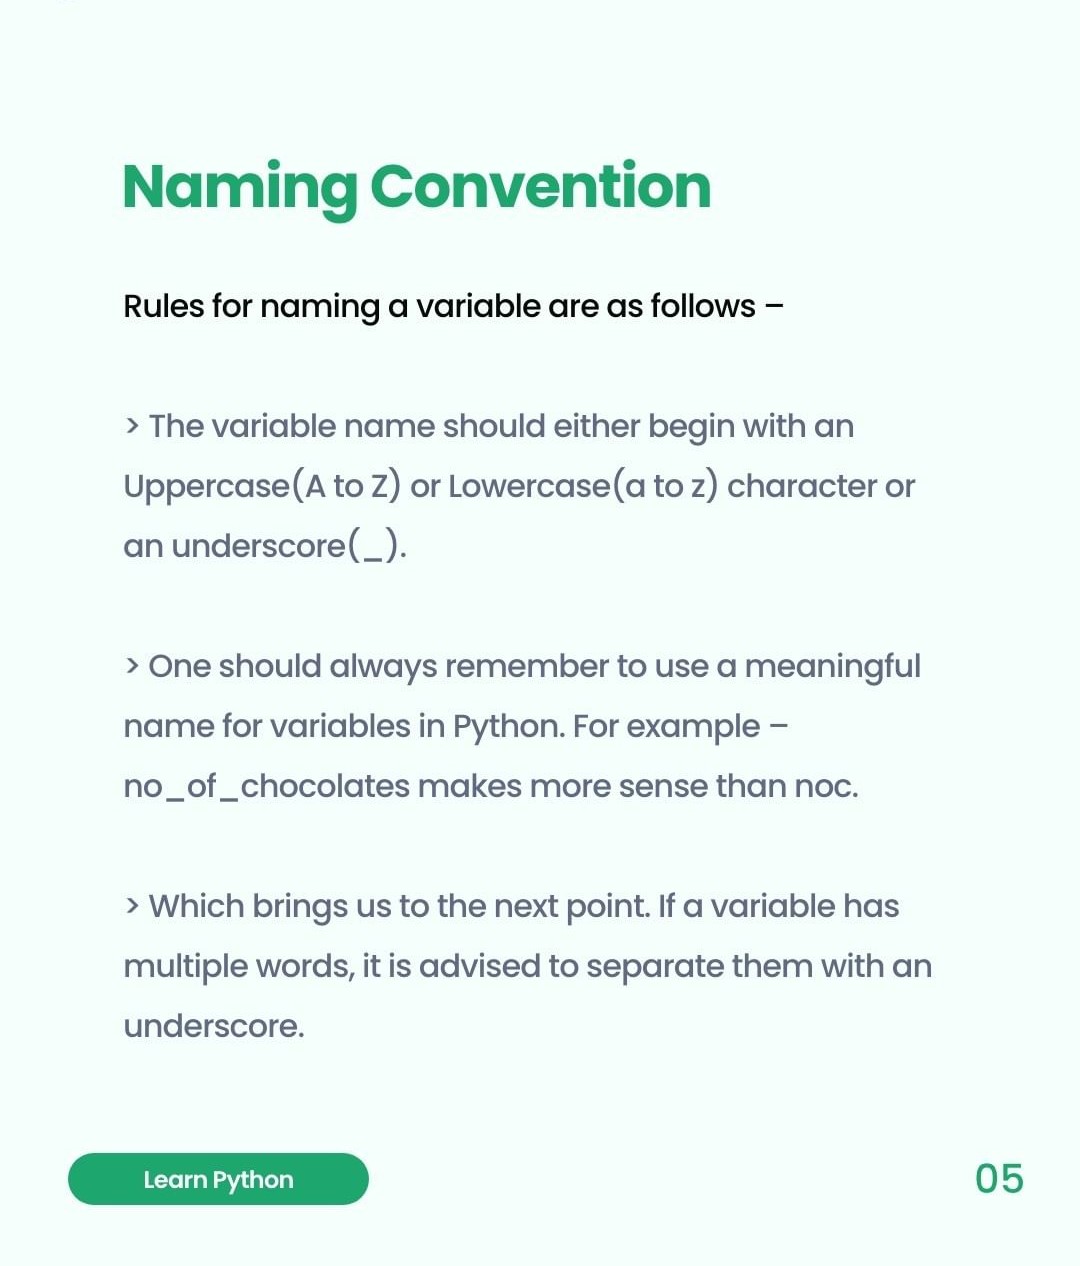 Naming Convention
Rules for naming a variable are as follows –
> The variable name should either begin with an
Uppercase(A to Z) or Lowercase(a to z) character or
an underscore(_).
> One should always remember to use a meaningful
name for variables in Python. For example –
no_of_chocolates makes more sense than noc.
> Which brings us to the next point. If a variable has
multiple words, it is advised to separate them with an
underscore.
Learn Python
05